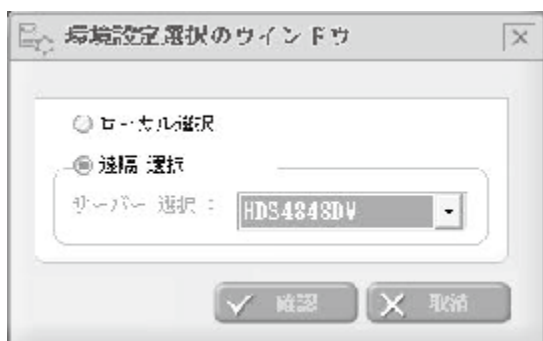 環境設定選択のウインドウ
ローカル選択
遠隔 選択
サーバー 選択 :
HDS4848DV
確認
取消